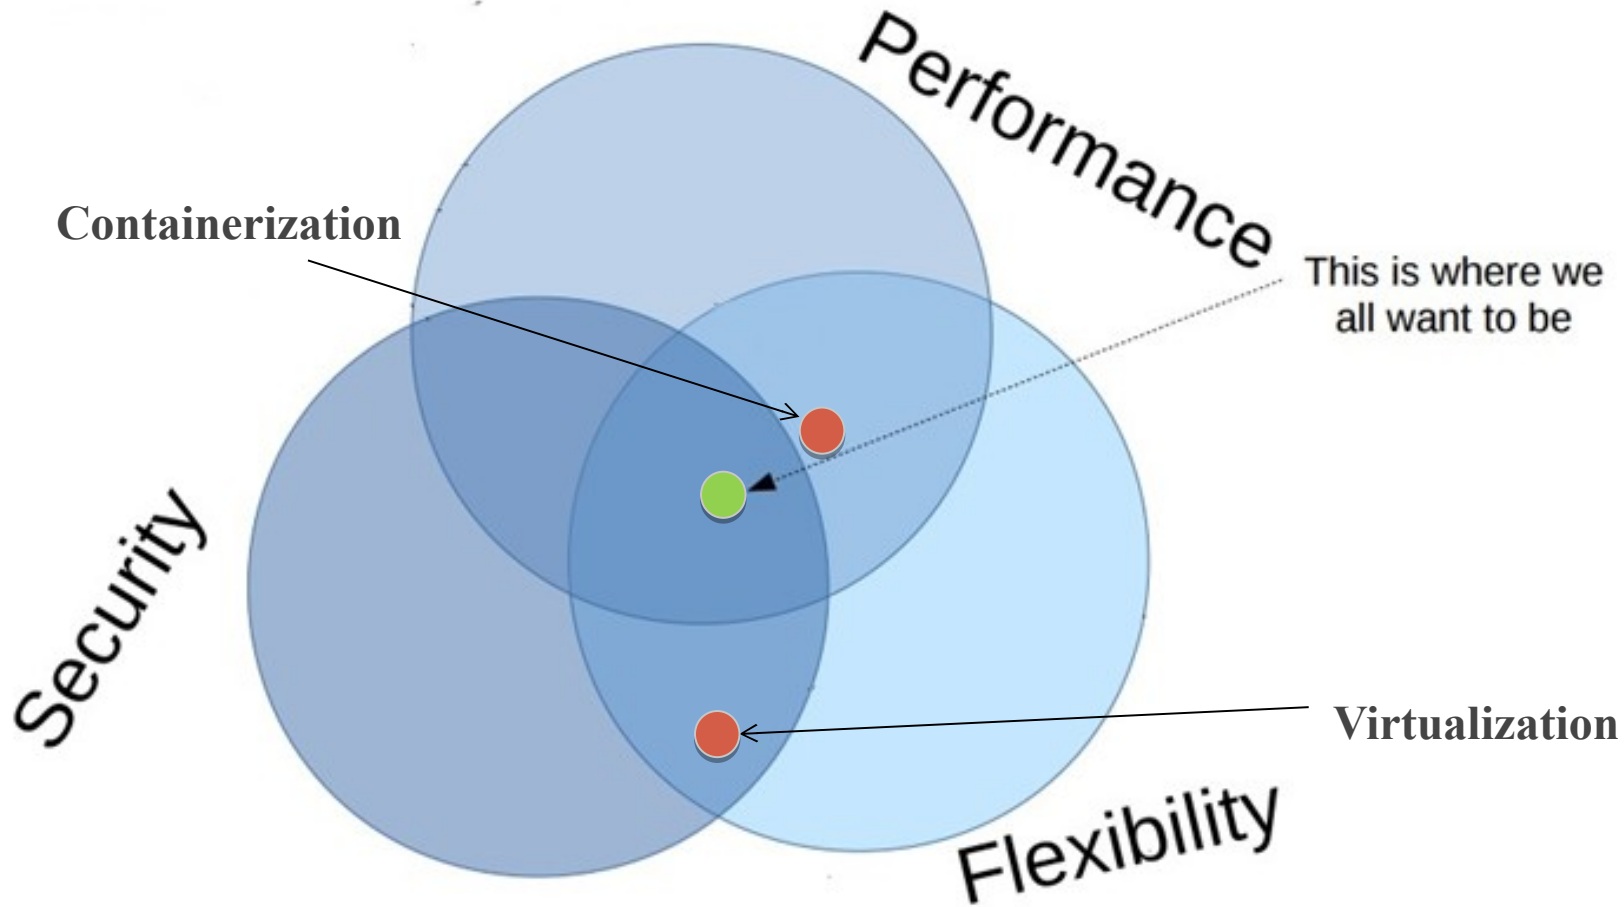 Performance
Containerization
This is where we
all want to be
Security
Virtualization
Flexibility